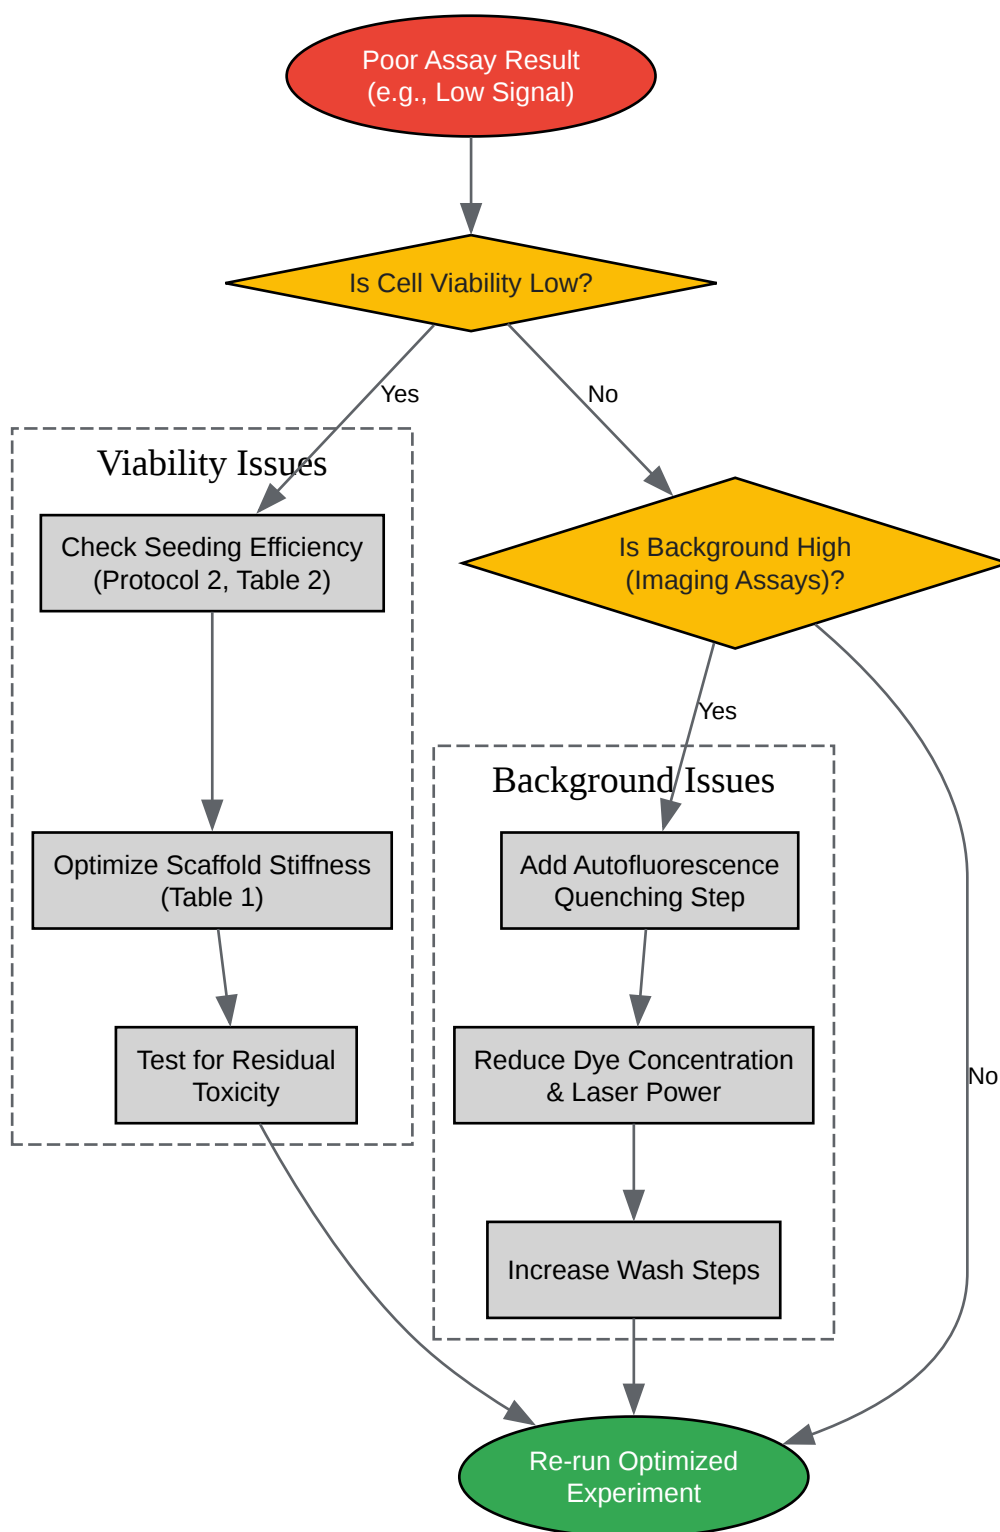 Poor Assay Result
(e.g., Low Signal)
Is Cell Viability Low?
Yes
No
Viability Issues
Check Seeding Efficiency
(Protocol 2, Table 2)
Is Background High
(Imaging Assays)?
Yes
Background Issues
Optimize Scaffold Stiffness
(Table 1)
Add Autofluorescence
Quenching Step
Test for Residual
Toxicity
Reduce Dye Concentration
& Laser Power
No
Increase Wash Steps
Re-run Optimized
Experiment